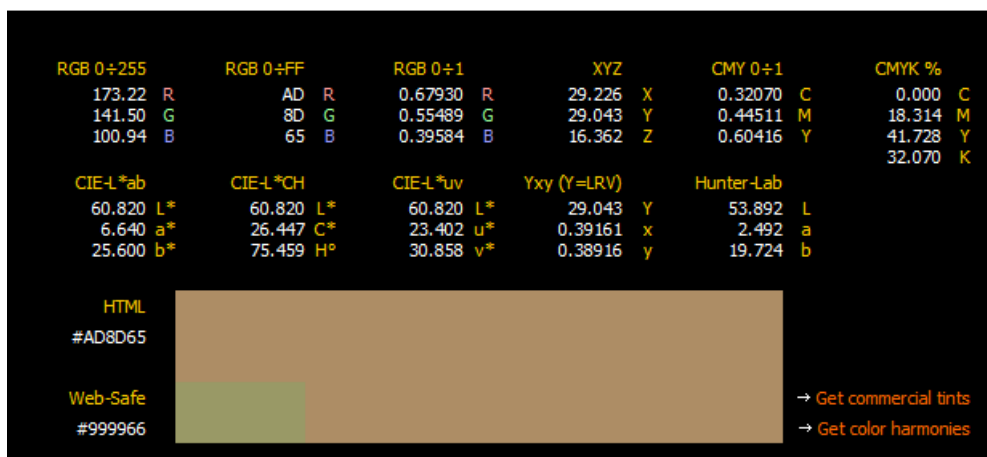 RGB 0÷255 RGB 0÷FF RGB 0÷1 XYZ CMY 0÷1 CMYK %
173.22 R AD R 0.67930 R 29.226 X 0.32070 C 0.000 C
141.50 G 8D G 0.55489 G 29.043 Y 0.44511 M 18.314 M
100.94 B 65 B 0.39584 B 16.362 Z 0.60416 Y 41.728 Y
32.070 K
CIE-L*ab CIE-L*CH CIE-L*uv Yxy (Y=LRV) Hunter-Lab
60.820 L* 60.820 L* 60.820 L* 29.043 Y 53.892 L
6.640 a* 26.447 C* 23.402 u* 0.39161 x 2.492 a
25.600 b* 75.459 Hº 30.858 v* 0.38916 y 19.724 b
HTML
#AD8D65
Web-Safe → Get commercial tints
#999966 → Get color harmonies